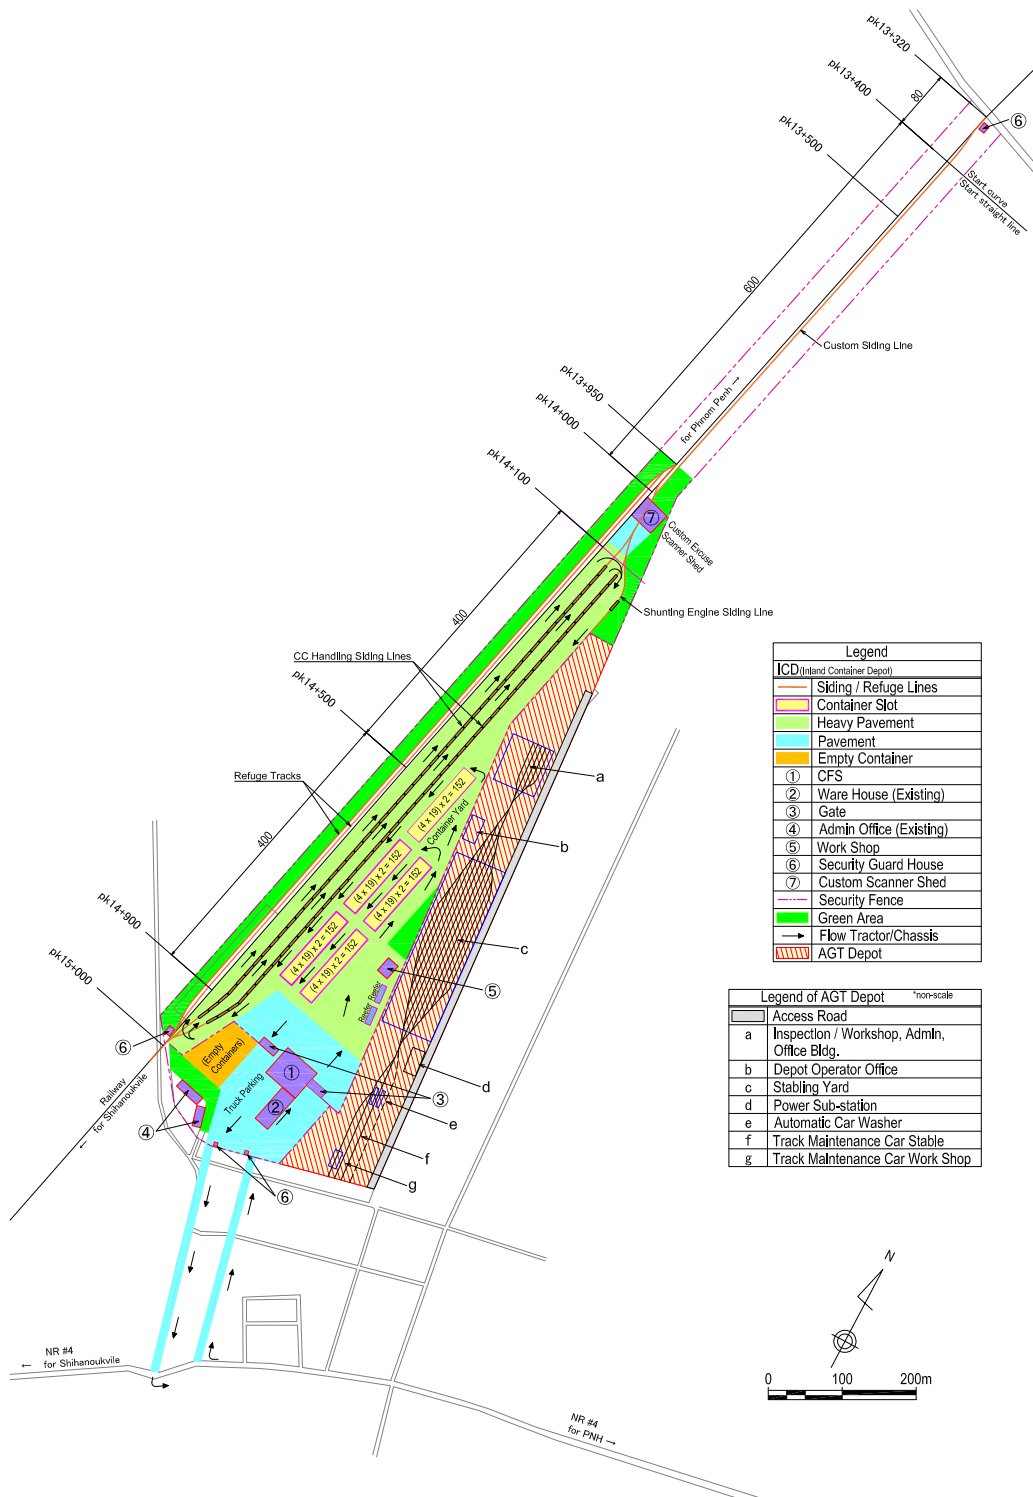 pk13+320
80
pk13+400
⑥
pk13+500
Start curve
Start straight line
600
Custom Siding Line
pk13+950
for Phnom Penh →
pk14+000
pk14+100
⑦
Custom Excuse
Scanner Shed
400
Shunting Engine Siding Line
CC Handling Siding Lines
pk14+500
Refuge Tracks
400
(4 x 19) x 2 = 152
Container Yard
(4 x 19) x 2 = 152
(4 x 19) x 2 = 152
(4 x 19) x 2 = 152
(4 x 19) x 2 = 152
pk14+900
pk15+000
a
b
c
⑤
Reefer Reefer
⑥
(Empty
Containers)
①
Truck Parking
②
③
d
e
Railway
for Shihanoukvile
←
④
f
g
⑥
Legend
ICD(Inland Container Depot)
Siding / Refuge Lines
Container Slot
Heavy Pavement
Pavement
Empty Container
① CFS
② Ware House (Existing)
③ Gate
④ Admin Office (Existing)
⑤ Work Shop
⑥ Security Guard House
⑦ Custom Scanner Shed
Security Fence
Green Area
Flow Tractor/Chassis
AGT Depot
Legend of AGT Depot *non-scale
Access Road
a Inspection / Workshop, Admin,
Office Bldg.
b Depot Operator Office
c Stabling Yard
d Power Sub-station
e Automatic Car Washer
f Track Maintenance Car Stable
g Track Maintenance Car Work Shop
N
0 100 200m
NR #4
← for Shihanoukvile
NR #4
for PNH →